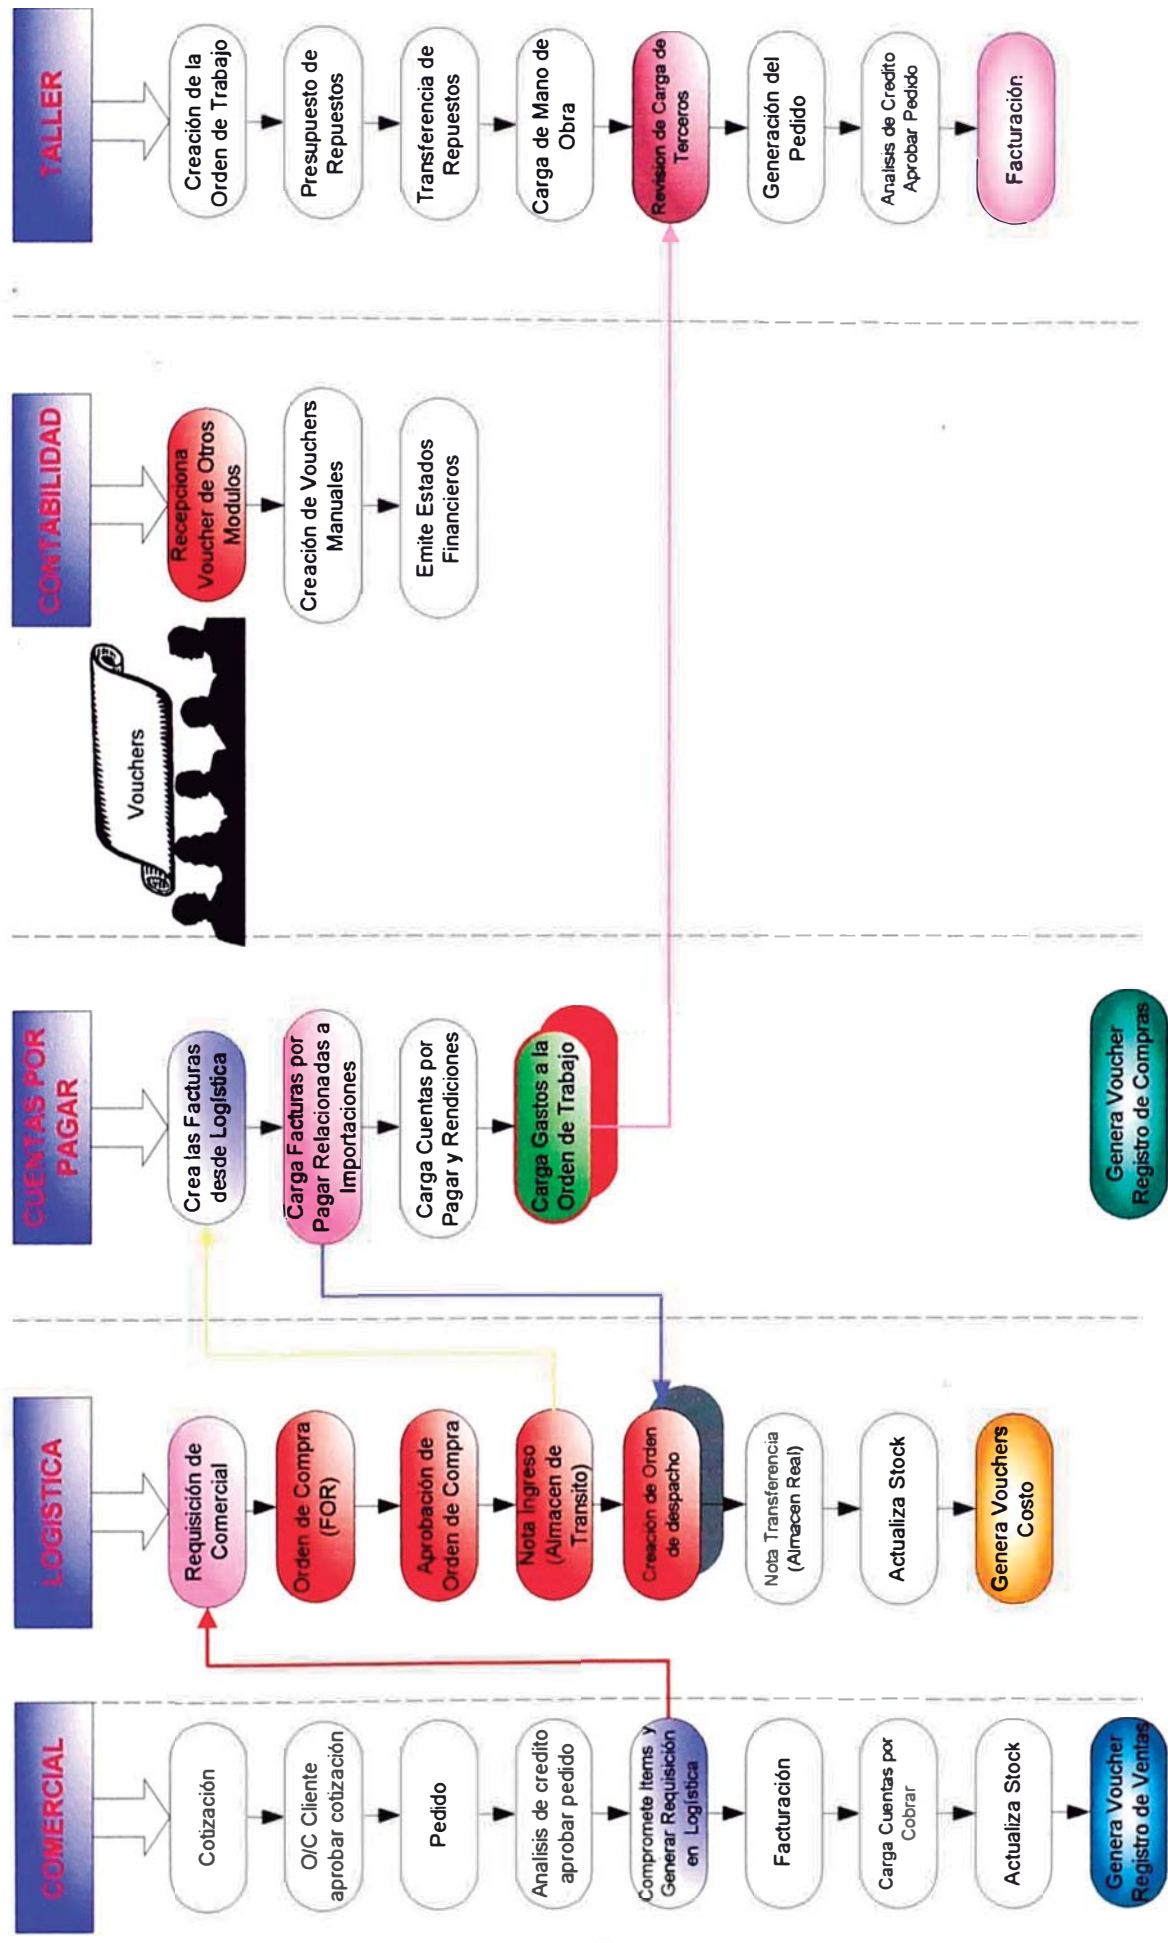 COMERCIAL
Cotización
O/C Cliente
aprobar cotización
Pedido
Analisis de credito
aprobar pedido
Compromete Items y
Generar Requisición
en Logística
Facturación
Carga Cuentas por
Cobrar
Actualiza Stock
Genera Voucher
Registro de Ventas
LOGISTICA
Requisición de
Comercial
Orden de Compra
(FOR)
Aprobación de
Orden de Compra
Nota Ingreso
(Almacen de
Transito)
Creación de Orden
de despacho
Nota Transferencia
(Almacen Real)
Actualiza Stock
Genera Vouchers
Costo
CUENTAS POR
PAGAR
Crea las Facturas
desde Logística
Carga Facturas por
Pagar Relacionadas a
Importaciones
Carga Cuentas por
Pagar y Rendiciones
Carga Gastos a la
Orden de Trabajo
Genera Voucher
Registro de Compras
Vouchers
CONTABILIDAD
Recepciona
Voucher de Otros
Modulos
Creación de Vouchers
Manuales
Emite Estados
Financieros
TALLER
Creación de la
Orden de Trabajo
Presupuesto de
Repuestos
Transferencia de
Repuestos
Carga de Mano de
Obra
Revision de Carga de
Terceros
Generación del
Pedido
Analisis de Credito
Aprobar Pedido
Facturación: